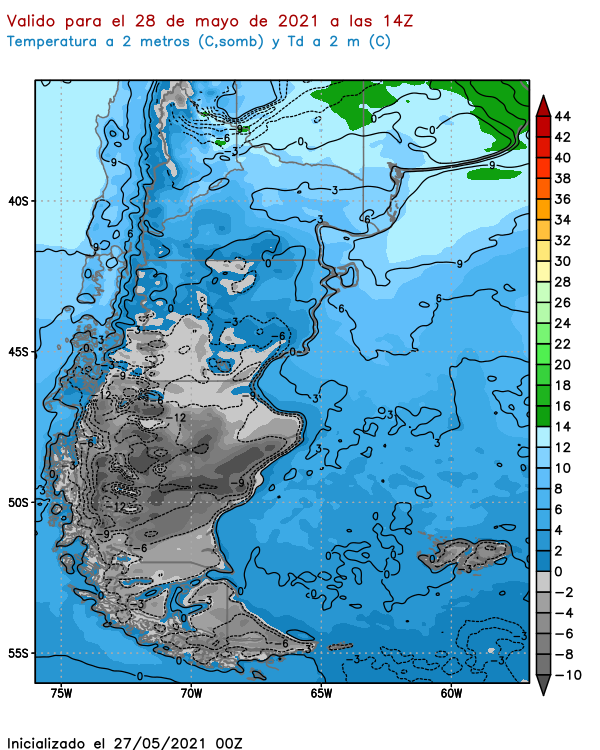 Valido para el 28 de mayo de 2021 a las 14Z
Temperatura a 2 metros (C,somb) y Td a 2 m (C)
44
42
40
38
36
34
32
30
28
26
24
22
20
18
16
14
12
10
8
6
4
2
0
−2
−4
−6
−8
−10
40S
45S
50S
55S
75W
70W
65W
60W
Inicializado el 27/05/2021 00Z